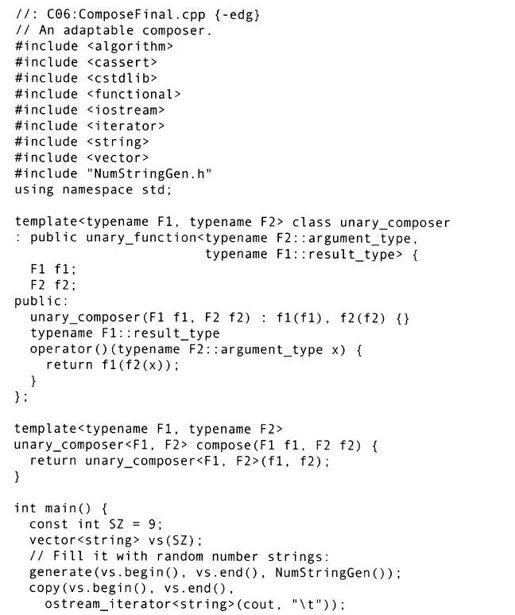 //: C06:ComposeFinal.cpp {-edg}
// An adaptable composer.
#include <algorithm>
#include <cassert>
#include <cstdlib>
#include <functional>
#include <iostream>
#include <iterator>
#include <string>
#include <vector>
#include "NumStringGen.h"
using namespace std;

template<typename F1, typename F2> class unary_composer
: public unary_function<typename F2::argument_type,
                        typename F1::result_type> {
  F1 f1;
  F2 f2;
public:
  unary_composer(F1 f1, F2 f2) : f1(f1), f2(f2) {}
  typename F1::result_type
  operator()(typename F2::argument_type x) {
    return f1(f2(x));
  }
};

template<typename F1, typename F2>
unary_composer<F1, F2> compose(F1 f1, F2 f2) {
  return unary_composer<F1, F2>(f1, f2);
}

int main() {
  const int SZ = 9;
  vector<string> vs(SZ);
  // Fill it with random number strings:
  generate(vs.begin(), vs.end(), NumStringGen());
  copy(vs.begin(), vs.end(),
    ostream_iterator<string>(cout, "\t"));